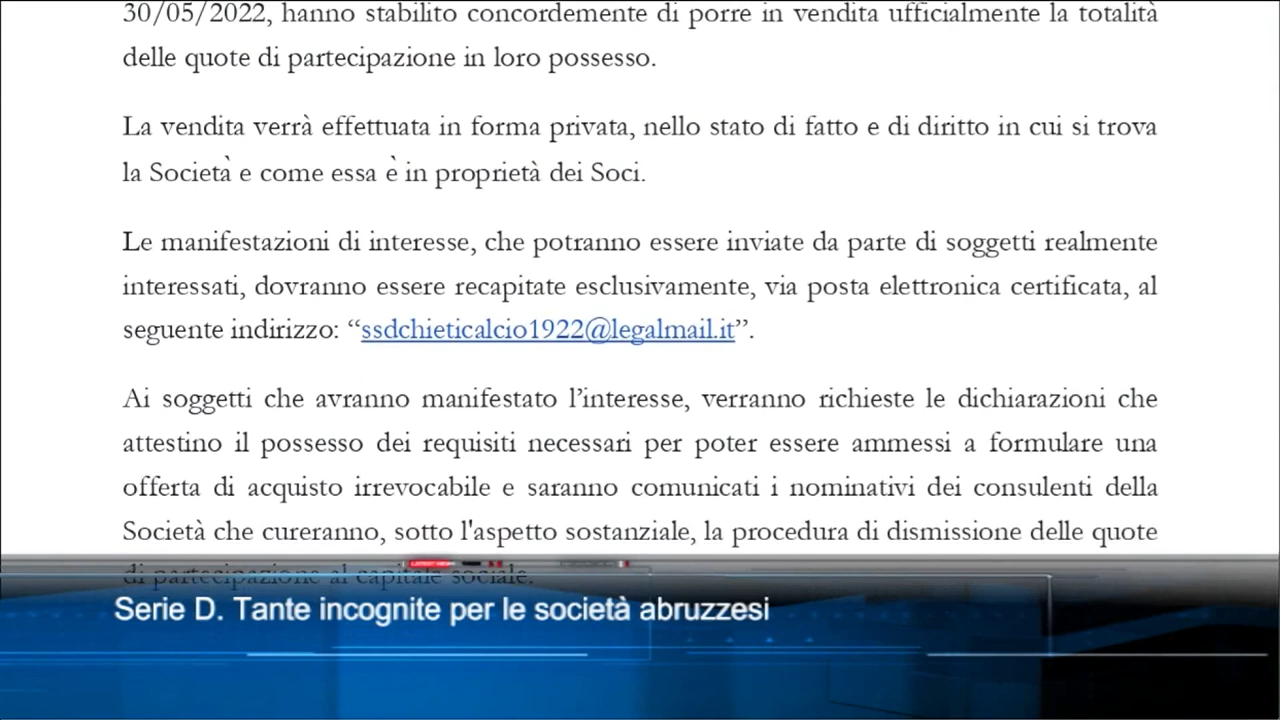 30/05/2022, hanno stabilito concordemente di porre in vendita ufficialmente la totalità
delle quote di partecipazione in loro possesso.
La vendita verrà effettuata in forma privata, nello stato di fatto e di diritto in cui si trova
la Società e come essa è in proprietà dei Soci.
Le manifestazioni di interesse, che potranno essere inviate da parte di soggetti realmente
interessati, dovranno essere recapitate esclusivamente, via posta elettronica certificata, al
seguente indirizzo: “ssdchieticalcio1922@legalmail.it”.
Ai soggetti che avranno manifestato l’interesse, verranno richieste le dichiarazioni che
attestino il possesso dei requisiti necessari per poter essere ammessi a formulare una
offerta di acquisto irrevocabile e saranno comunicati i nominativi dei consulenti della
Società che cureranno, sotto l'aspetto sostanziale, la procedura di dismissione delle quote
di partecipazione al capitale sociale.
Serie D. Tante incognite per le società abruzzesi